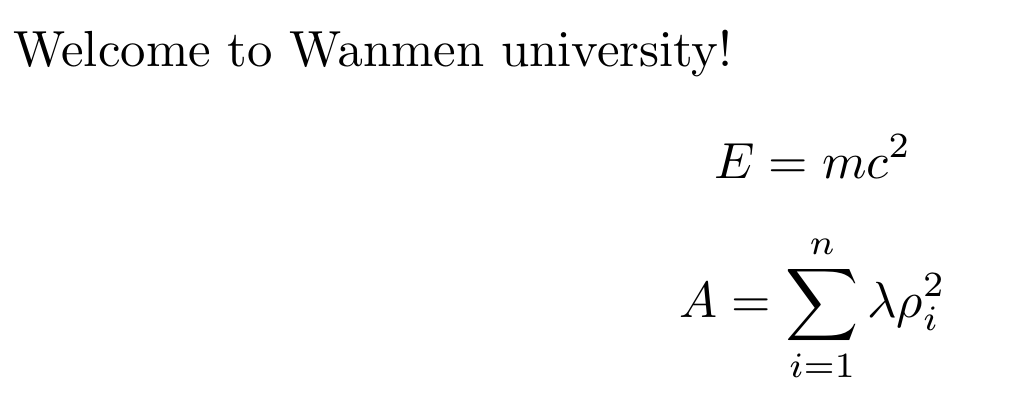 Welcome to Wanmen university!
E = mc^2
A = \sum_{i=1}^{n} \lambda\rho_i^2